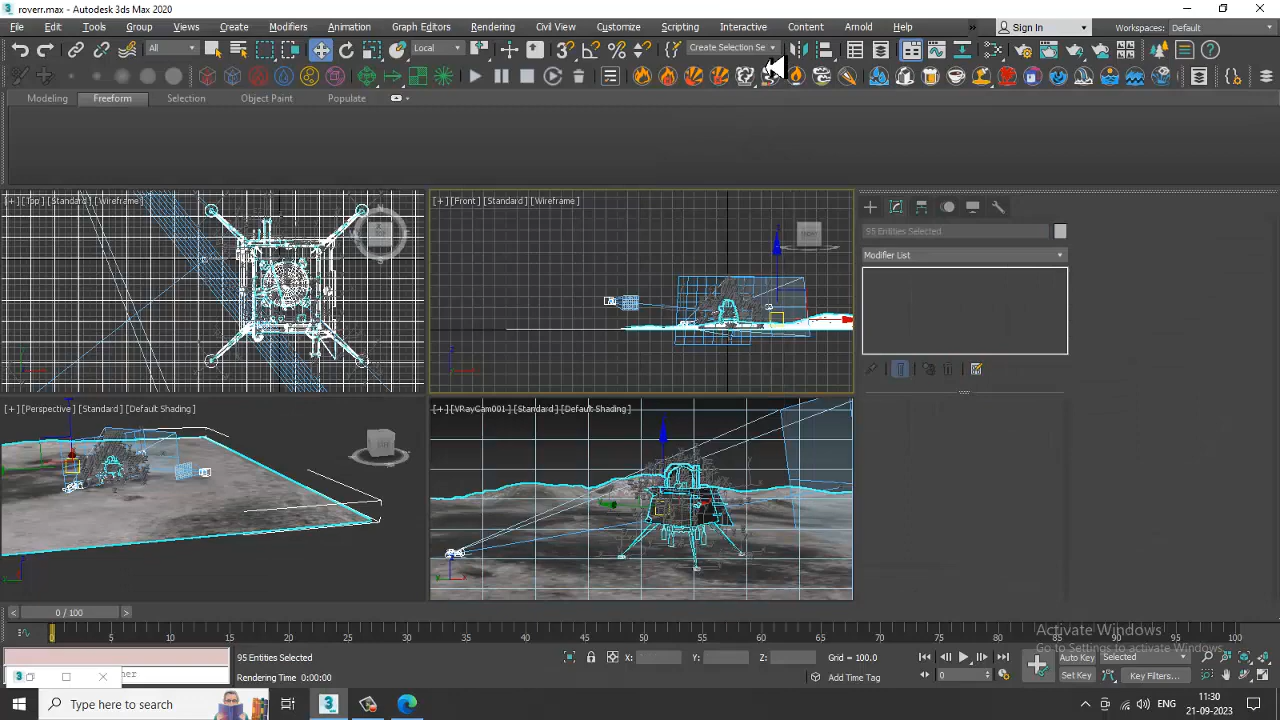 roverr.max - Autodesk 3ds Max 2020
File Edit Tools Group Views Create Modifiers Animation Graph Editors Rendering Civil View Customize Scripting Interactive Content Arnold Help » Sign In Workspaces: Default
All Local Create Selection Se
Modeling Freeform Selection Object Paint Populate
[+] [Top] [Standard] [Wireframe] [+] [Front] [Standard] [Wireframe]
FRONT
95 Entities Selected
Modifier List
[+] [Perspective] [Standard] [Default Shading] [+] [VRayCam001] [Standard] [Default Shading]
< 0 / 100 >
0 5 10 15 20 25 30 35 40 45 50 55 60 65 70 75 80 85 90 95 100
Activate Windows
Go to Settings to activate Windows.
95 Entities Selected X: Y: Z: Grid = 100.0 Auto Key Selected
Rendering Time 0:00:00 Add Time Tag 0 Set Key Key Filters...
Type here to search ENG 11:30
21-09-2023